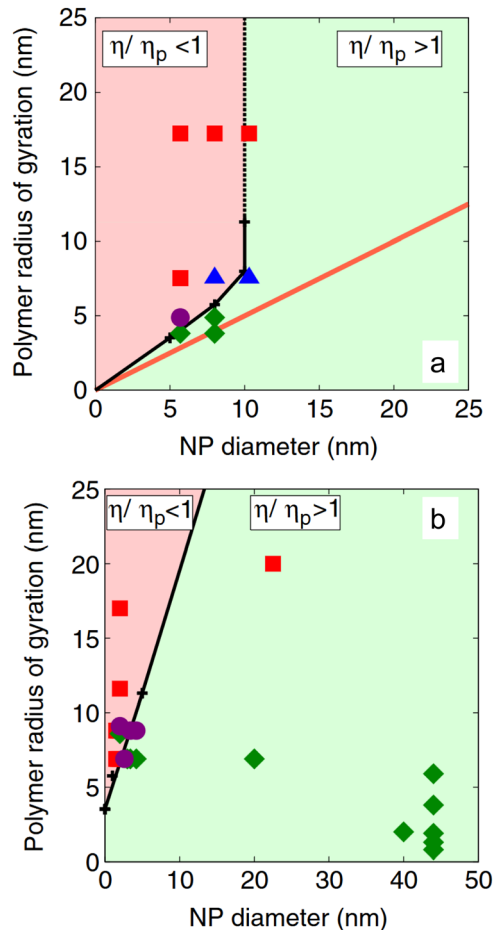 η/ ηp <1
η/ ηp >1
25
20
15
10
5
0
Polymer radius of gyration (nm)
a
0 5 10 15 20 25
NP diameter (nm)
η/ ηp<1
η/ ηp>1
b
25
20
15
10
5
0
Polymer radius of gyration (nm)
0 10 20 30 40 50
NP diameter (nm)